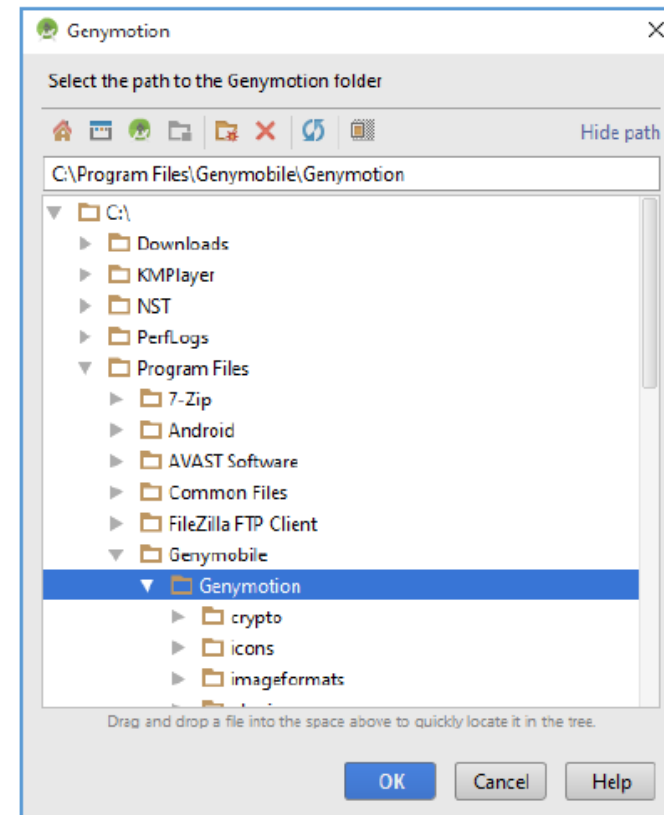 Genymotion
Select the path to the Genymotion folder
Hide path
C:\Program Files\Genymobile\Genymotion
C:\
Downloads
KMPlayer
NST
PerfLogs
Program Files
7-Zip
Android
AVAST Software
Common Files
FileZilla FTP Client
Genymobile
Genymotion
crypto
icons
imageformats
Drag and drop a file into the space above to quickly locate it in the tree.
OK Cancel Help